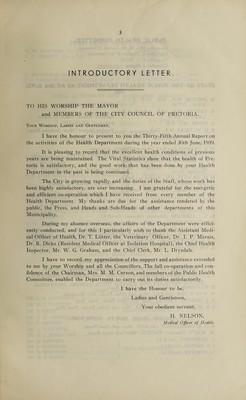 3
INTRODUCTORY LETTER.
TO HIS WORSHIP THE MAYOR
and MEMBERS OF THE CITY COUNCIL OF PRETORIA.
Your Worship, Ladies and Gentlemen,
I have the honour to present to you the Thirty-Fifth Annual Report on
the activities of the Health Department during the year ended 30th June, 1939.
It is pleasing to record that the excellent health conditions of previous
years are being maintained. The Vital Statistics show that the health of Pre-
toria is satisfactory, and the good work that has been done by your Health
Department in the past is being continued.
The City is growing rapidly and the duties of the Staff, whose work has
been highly satisfactory, are ever increasing. I am grateful for the energetic
and efficient co-operation which I have received from every member of the
Health Department. My thanks are due for the assistance rendered by the
public, the Press, and Heads and Sub-Heads of other departments of this
Municipality.
During my absence overseas, the affairs of the Department were effici-
ently conducted, and for this I particularly wish to thank the Assistant Medi-
cal Officer of Health, Dr. T. Lötter, the Veterinary Officer, Dr. I. P. Marais,
Dr. R. Dicks (Resident Medical Officer at Isolation Hospital), the Chief Health
Inspector, Mr. W. G. Graham, and the Chief Clerk, Mr. L. Drysdale.
I have to record my appreciation of the support and assistance extended
to me by your Worship and all the Councillors. The full co-operation and con-
fidence of the Chairman, Mrs. M. M. Carson, and members of the Public Health
Committee, enabled the Department to carry out its duties satisfactorily.
I have the Honour to be,
Ladies and Gentlemen,
Your obedient servant,
H. NELSON,
Medical Officer of Health.